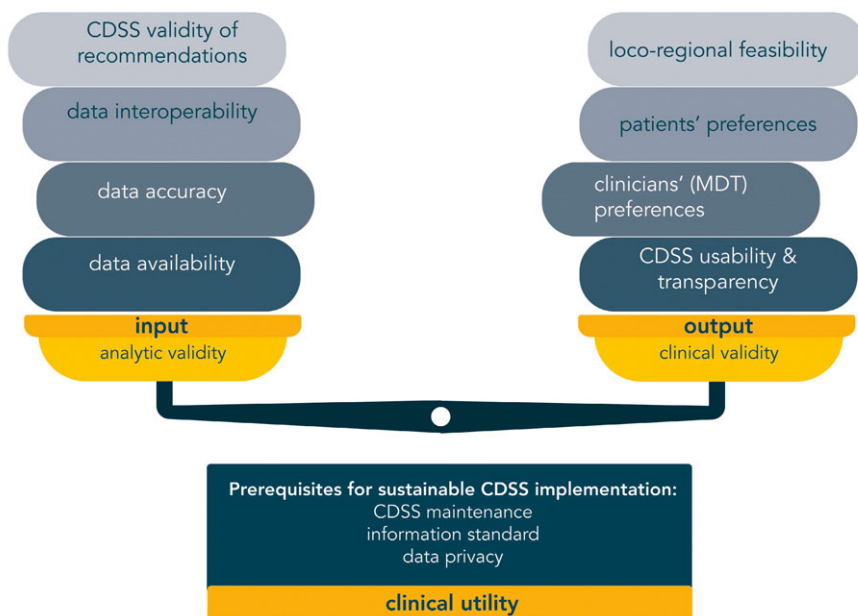 CDSS validity of
recommendations
data interoperability
data accuracy
data availability
input
analytic validity
loco-regional feasibility
patients’ preferences
clinicians’ (MDT)
preferences
CDSS usability &
transparency
output
clinical validity
Prerequisites for sustainable CDSS implementation:
CDSS maintenance
information standard
data privacy
clinical utility